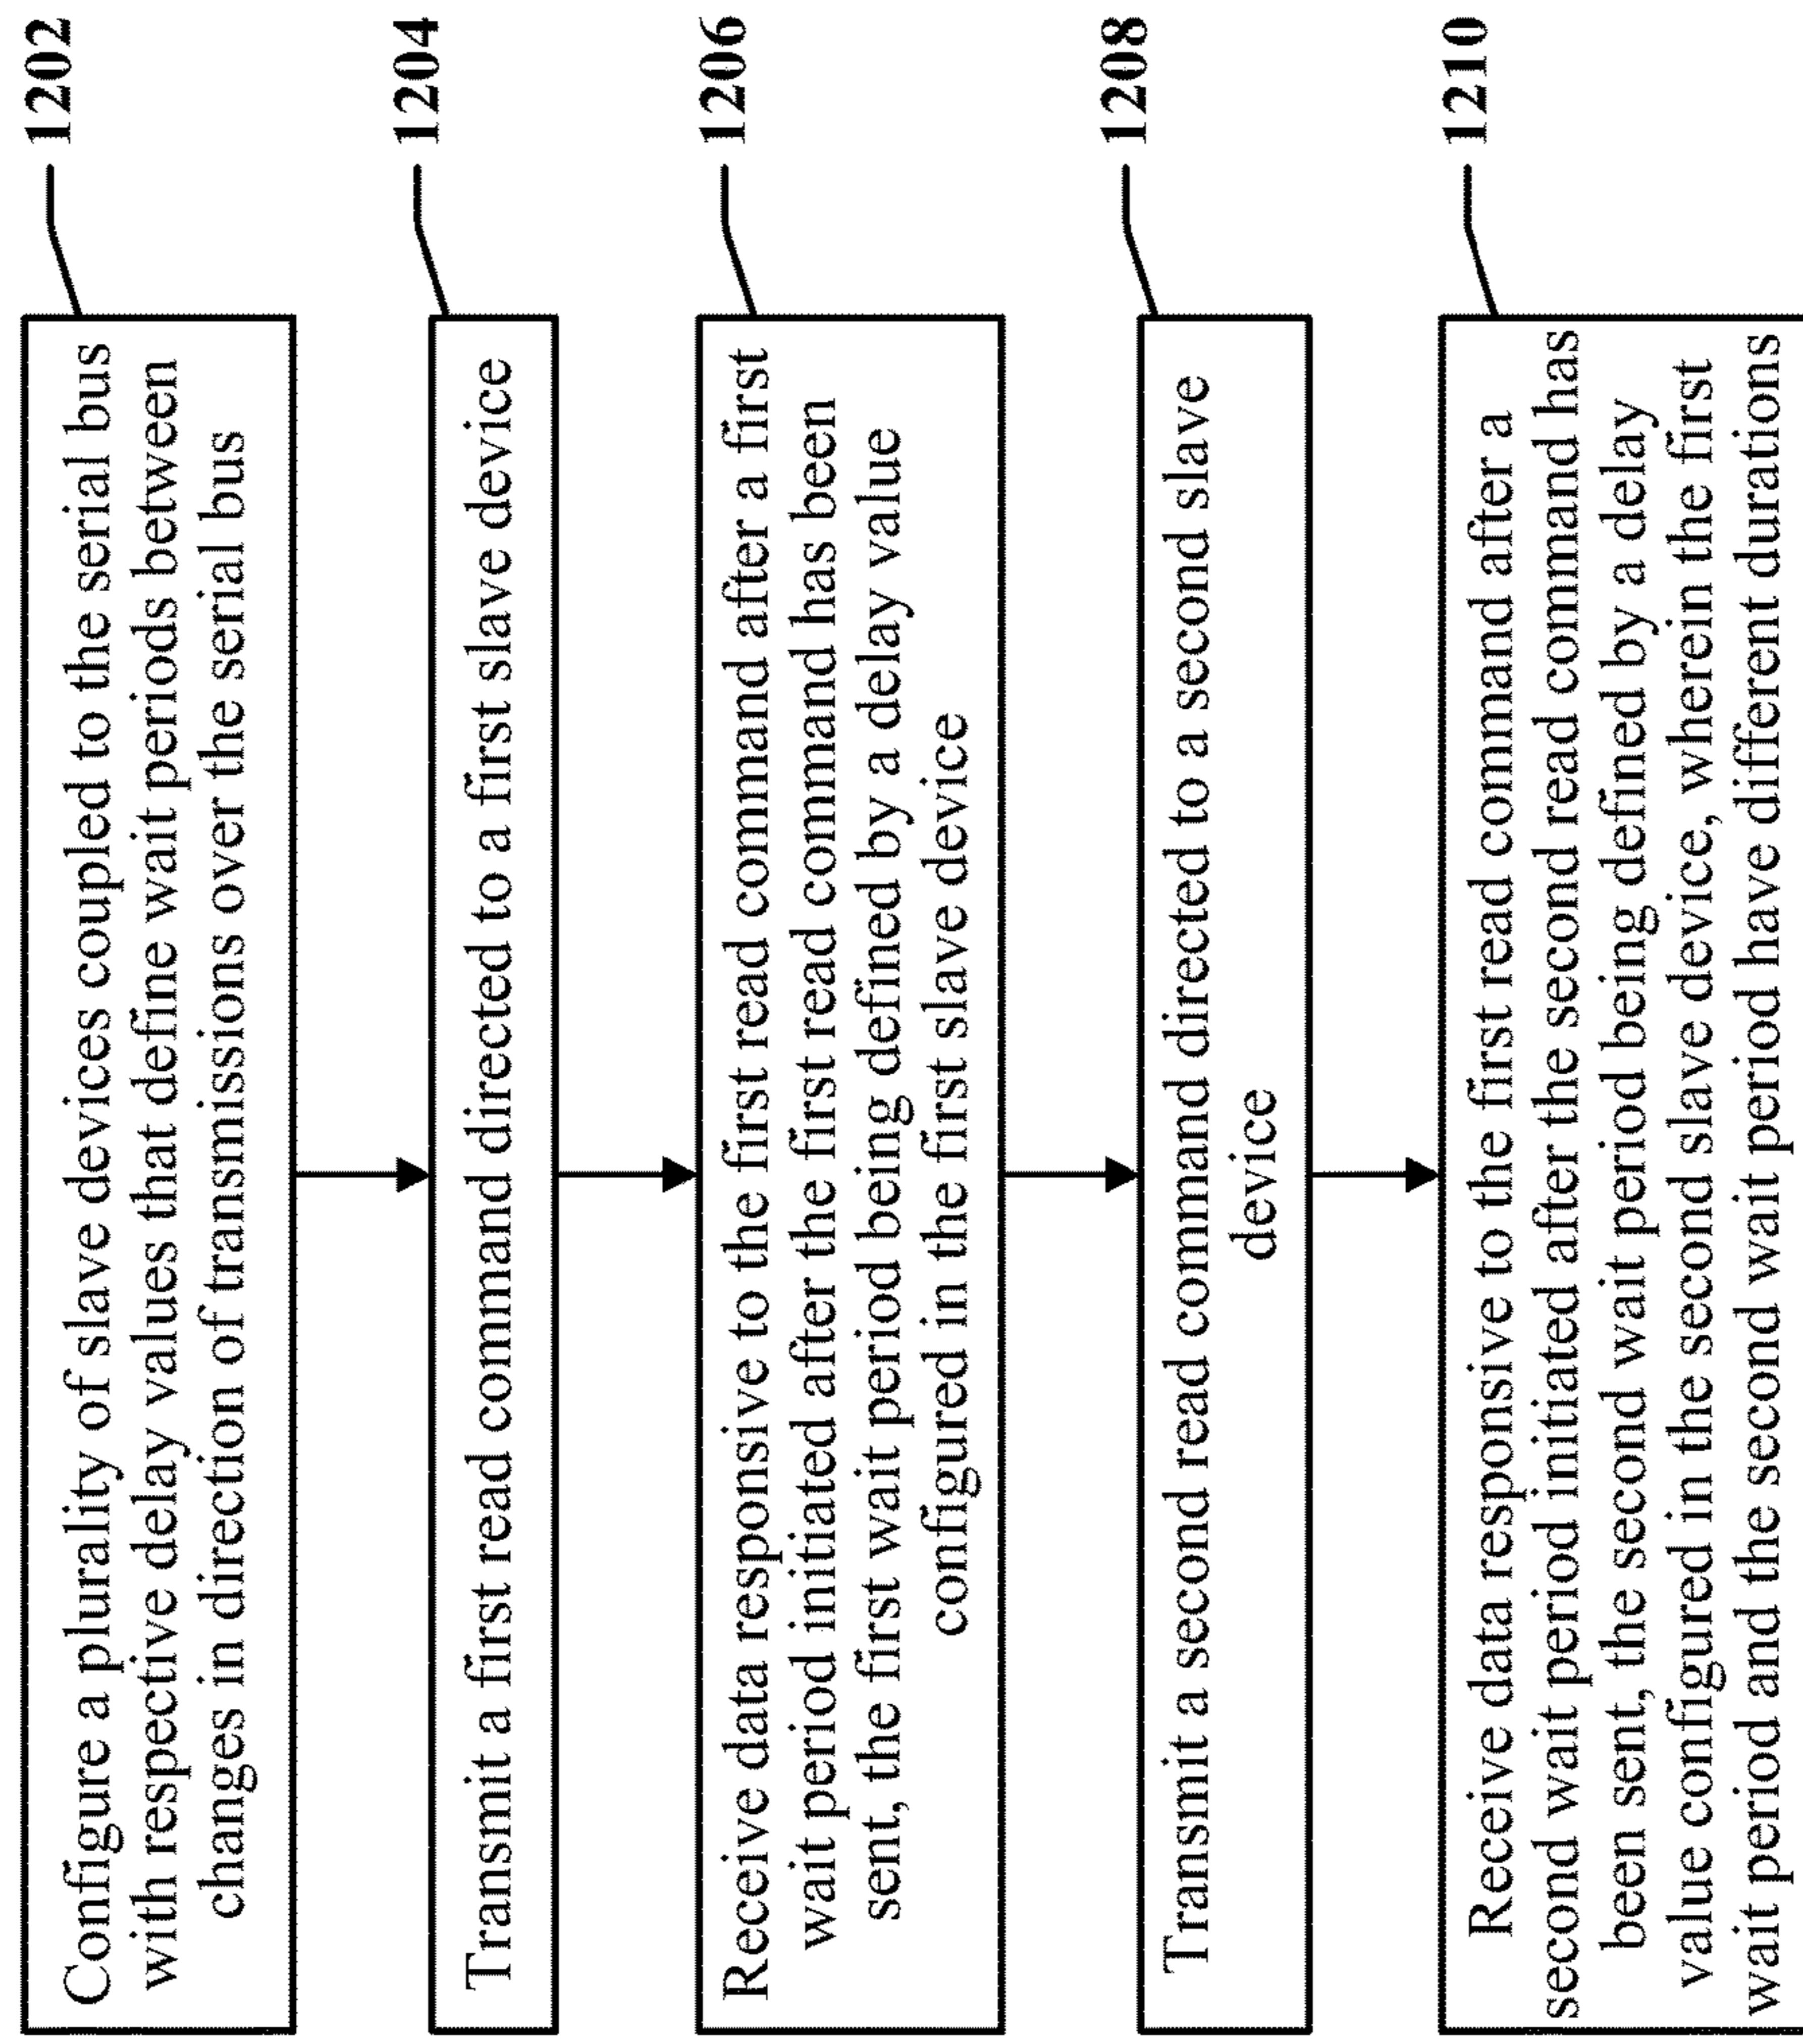 Configure a plurality of slave devices coupled to the serial bus
with respective delay values that define wait periods between
changes in direction of transmissions over the serial bus
1202
Transmit a first read command directed to a first slave device
1204
Receive data responsive to the first read command after a first
wait period initiated after the first read command has been
sent, the first wait period being defined by a delay value
configured in the first slave device
1206
Transmit a second read command directed to a second slave
device
1208
Receive data responsive to the first read command after a
second wait period initiated after the second read command has
been sent, the second wait period being defined by a delay
value configured in the second slave device, wherein the first
wait period and the second wait period have different durations
1210